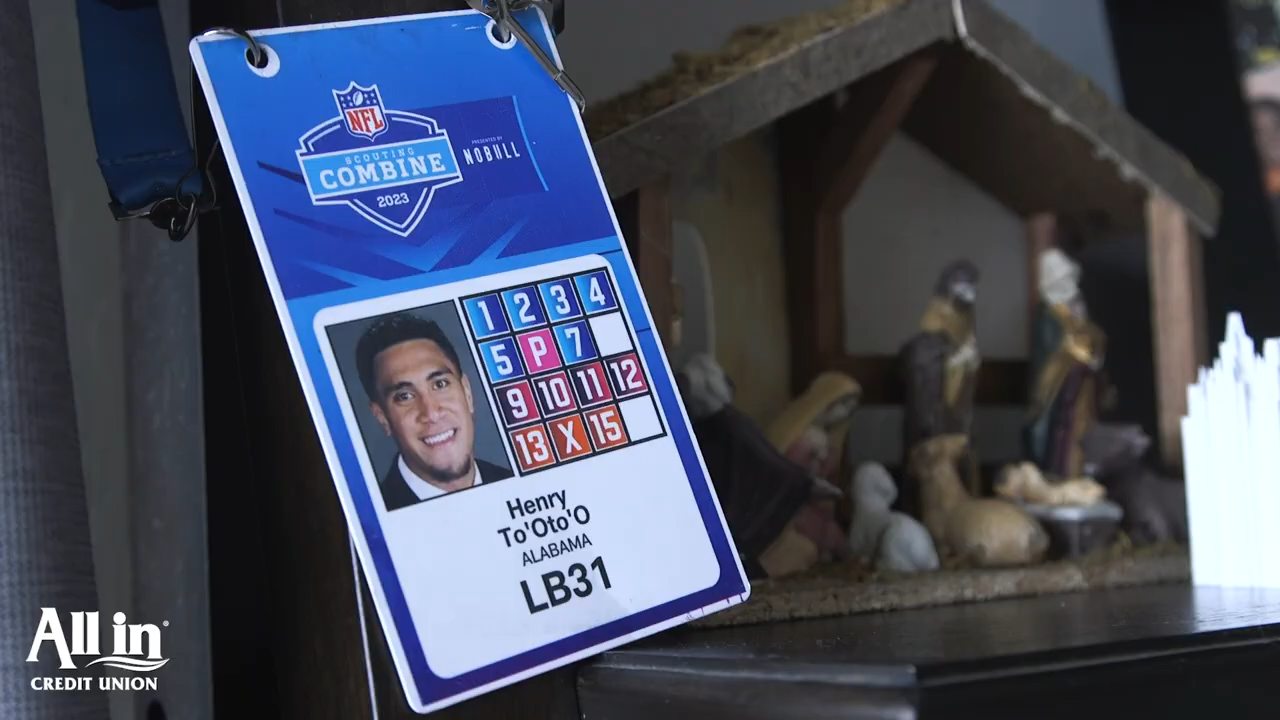 NFL
SCOUTING
COMBINE
2023
PRESENTED BY
NOBULL
1 2 3 4
5 P 7
9 10 11 12
13 X 15
Henry
To'Oto'O
ALABAMA
LB31
All in®
CREDIT UNION